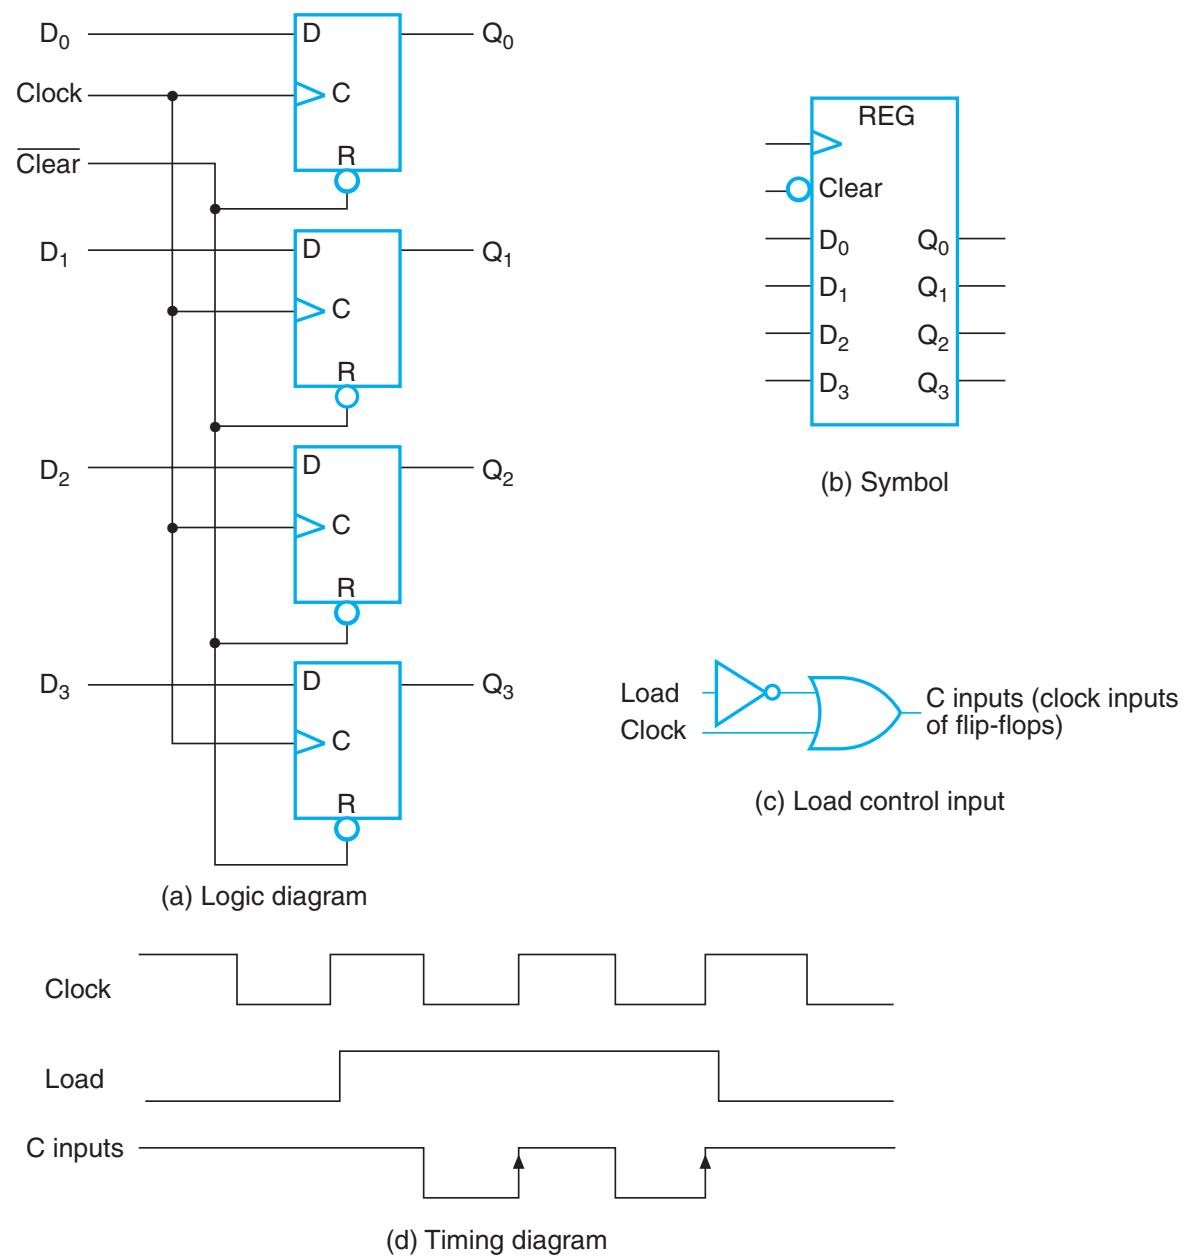 D0
D
Q0
Clock
C
Clear
R
D1
D
Q1
C
R
D2
D
Q2
C
R
D3
D
Q3
C
R
(a) Logic diagram
REG
Clear
D0 Q0
D1 Q1
D2 Q2
D3 Q3
(b) Symbol
Load
Clock
C inputs (clock inputs
of flip-flops)
(c) Load control input
Clock
Load
C inputs
(d) Timing diagram